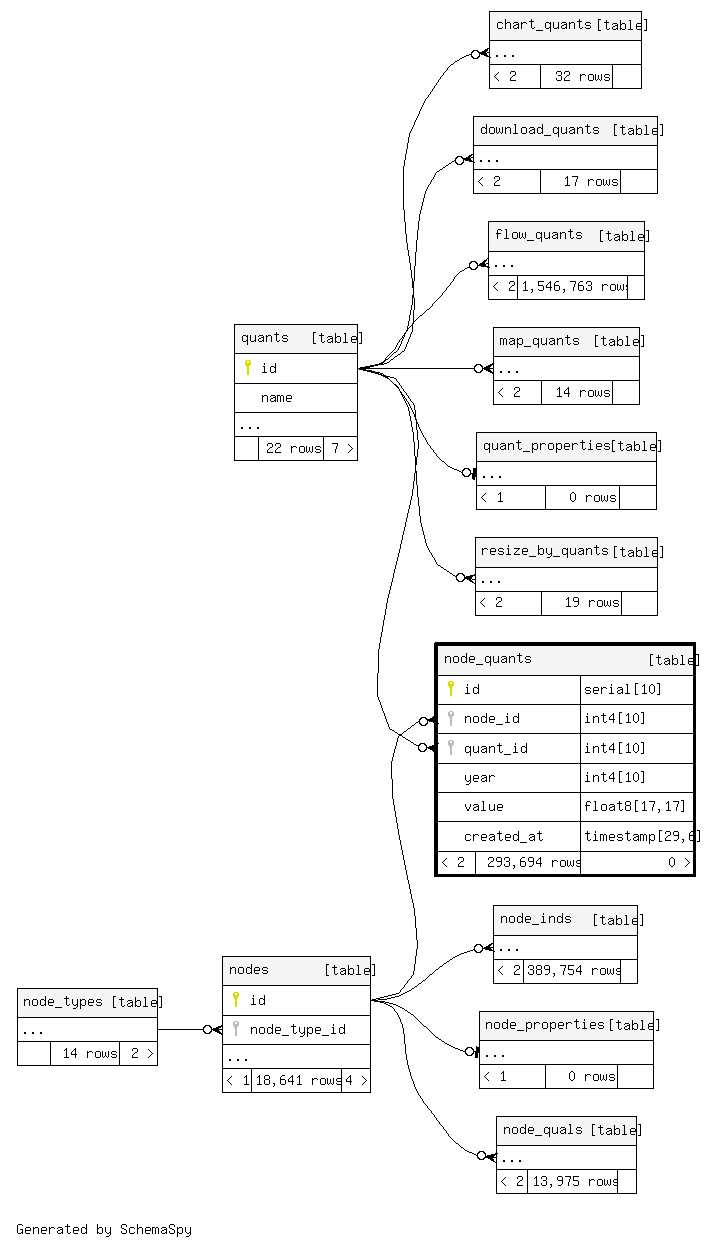 chart_quants [table]
...
< 2 32 rows
download_quants [table]
...
< 2 17 rows
flow_quants [table]
...
< 2 1,546,763 rows
quants [table]
id
name
...
22 rows 7 >
map_quants [table]
...
< 2 14 rows
quant_properties [table]
...
< 1 0 rows
resize_by_quants [table]
...
< 2 19 rows
node_quants [table]
id serial[10]
node_id int4[10]
quant_id int4[10]
year int4[10]
value float8[17,17]
created_at timestamp[29,6]
< 2 293,694 rows 0 >
node_inds [table]
...
< 2 389,754 rows
nodes [table]
id
node_type_id
...
< 1 18,641 rows 4 >
node_types [table]
...
14 rows 2 >
node_properties [table]
...
< 1 0 rows
node_quals [table]
...
< 2 13,975 rows
Generated by SchemaSpy